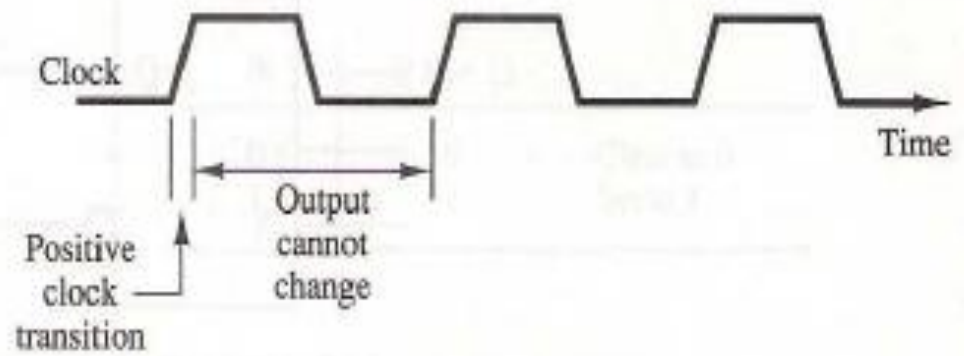 Clock
Time
Output
cannot
change
Positive
clock
transition